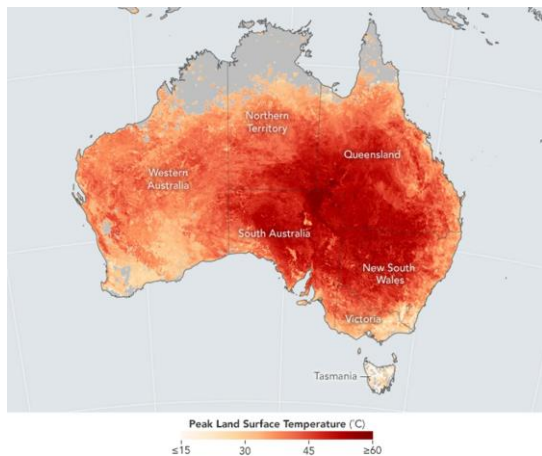 Northern
Territory
Queensland
Western
Australia
South Australia
New South
Wales
Victoria
Tasmania
Peak Land Surface Temperature (°C)
≤15 30 45 ≥60